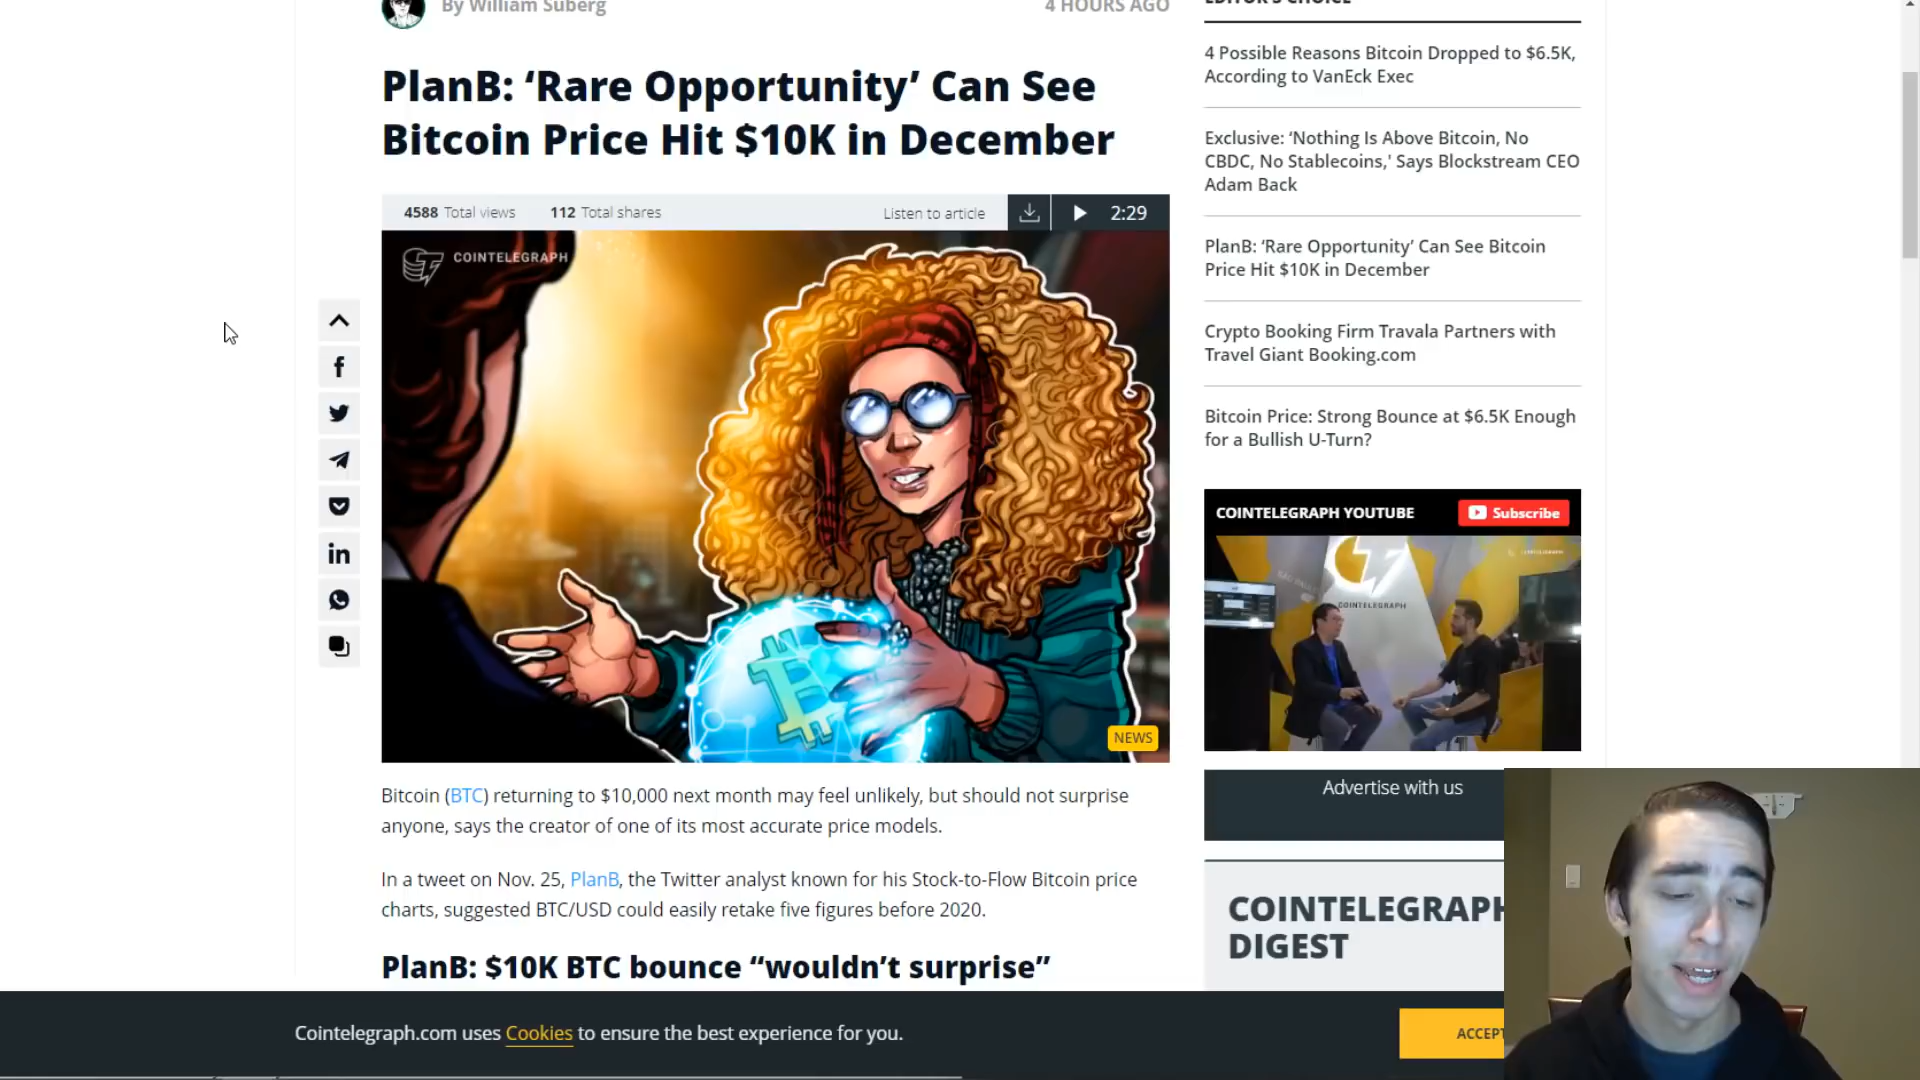 By William Suberg
4 HOURS AGO
PlanB: ‘Rare Opportunity’ Can See
Bitcoin Price Hit $10K in December
4588 Total views 112 Total shares
Listen to article
2:29
COINTELEGRAPH
NEWS
Bitcoin (BTC) returning to $10,000 next month may feel unlikely, but should not surprise
anyone, says the creator of one of its most accurate price models.
In a tweet on Nov. 25, PlanB, the Twitter analyst known for his Stock-to-Flow Bitcoin price
charts, suggested BTC/USD could easily retake five figures before 2020.
PlanB: $10K BTC bounce “wouldn’t surprise”
EDITOR’S CHOICE
4 Possible Reasons Bitcoin Dropped to $6.5K,
According to VanEck Exec
Exclusive: ‘Nothing Is Above Bitcoin, No
CBDC, No Stablecoins,' Says Blockstream CEO
Adam Back
PlanB: ‘Rare Opportunity’ Can See Bitcoin
Price Hit $10K in December
Crypto Booking Firm Travala Partners with
Travel Giant Booking.com
Bitcoin Price: Strong Bounce at $6.5K Enough
for a Bullish U-Turn?
COINTELEGRAPH YOUTUBE
Subscribe
COINTELEGRAPH
Advertise with us
COINTELEGRAPH
DIGEST
Cointelegraph.com uses Cookies to ensure the best experience for you.
ACCEPT